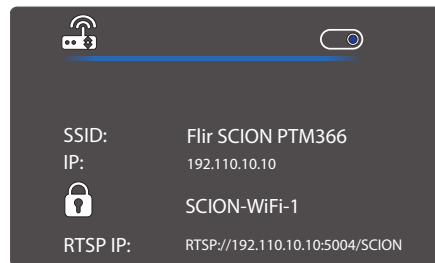 SSID: Flir SCION PTM366
IP: 192.110.10.10
SCION-WiFi-1
RTSP IP: RTSP://192.110.10.10:5004/SCION